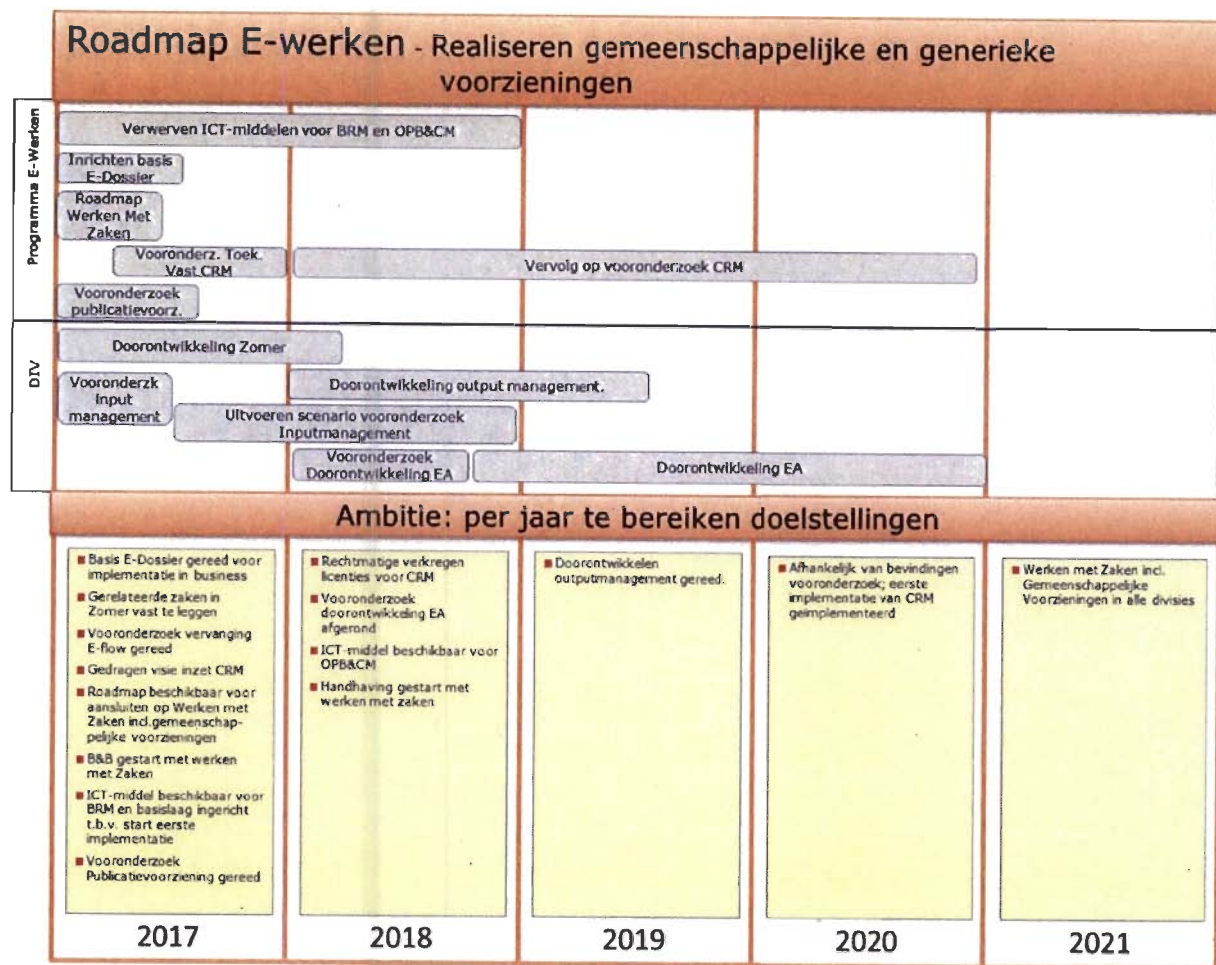 Roadmap E-werken - Realiseren gemeenschappelijke en generieke
voorzieningen
Programma E-Werken
Verwerven ICT-middelen voor BRM en OPB&CM
Inrichten basis
E-Dossier
Roadmap
Werken Met
Zaken
Vooronderz. Toek.
Vast CRM
Vervolg op vooronderzoek CRM
Vooronderzoek
publicatievoorz.
DIV
Doorontwikkeling Zomer
Vooronderzk
Input
management
Doorontwikkeling output management.
Uitvoeren scenario vooronderzoek
Inputmanagement
Vooronderzoek
Doorontwikkeling EA
Doorontwikkeling EA
Ambitie: per jaar te bereiken doelstellingen
Basis E-Dossier gereed voor
implementatie in business
Gerelateerde zaken in
Zomer vast te leggen
Vooronderzoek vervanging
E-flow gereed
Gedragen visie inzet CRM
Roadmap beschikbaar voor
aansluiten op Werken met
Zaken incl.gemeenschap-
pelijke voorzieningen
B&B gestart met werken
met Zaken
ICT-middel beschikbaar voor
BRM en basislaag ingericht
t.b.v. start eerste
implementatie
Vooronderzoek
Publicatievoorziening gereed
Rechtmatige verkregen
licenties voor CRM
Vooronderzoek
doorontwikkeling EA
afgerond
ICT-middel beschikbaar voor
OPB&CM
Handhaving gestart met
werken met zaken
Doorontwikkelen
outputmanagement gereed.
Afhankelijk van bevindingen
vooronderzoek; eerste
implementatie van CRM
geimplementeerd
Werken met Zaken incl.
Gemeenschappelijke
Voorzieningen in alle divisies
2017
2018
2019
2020
2021